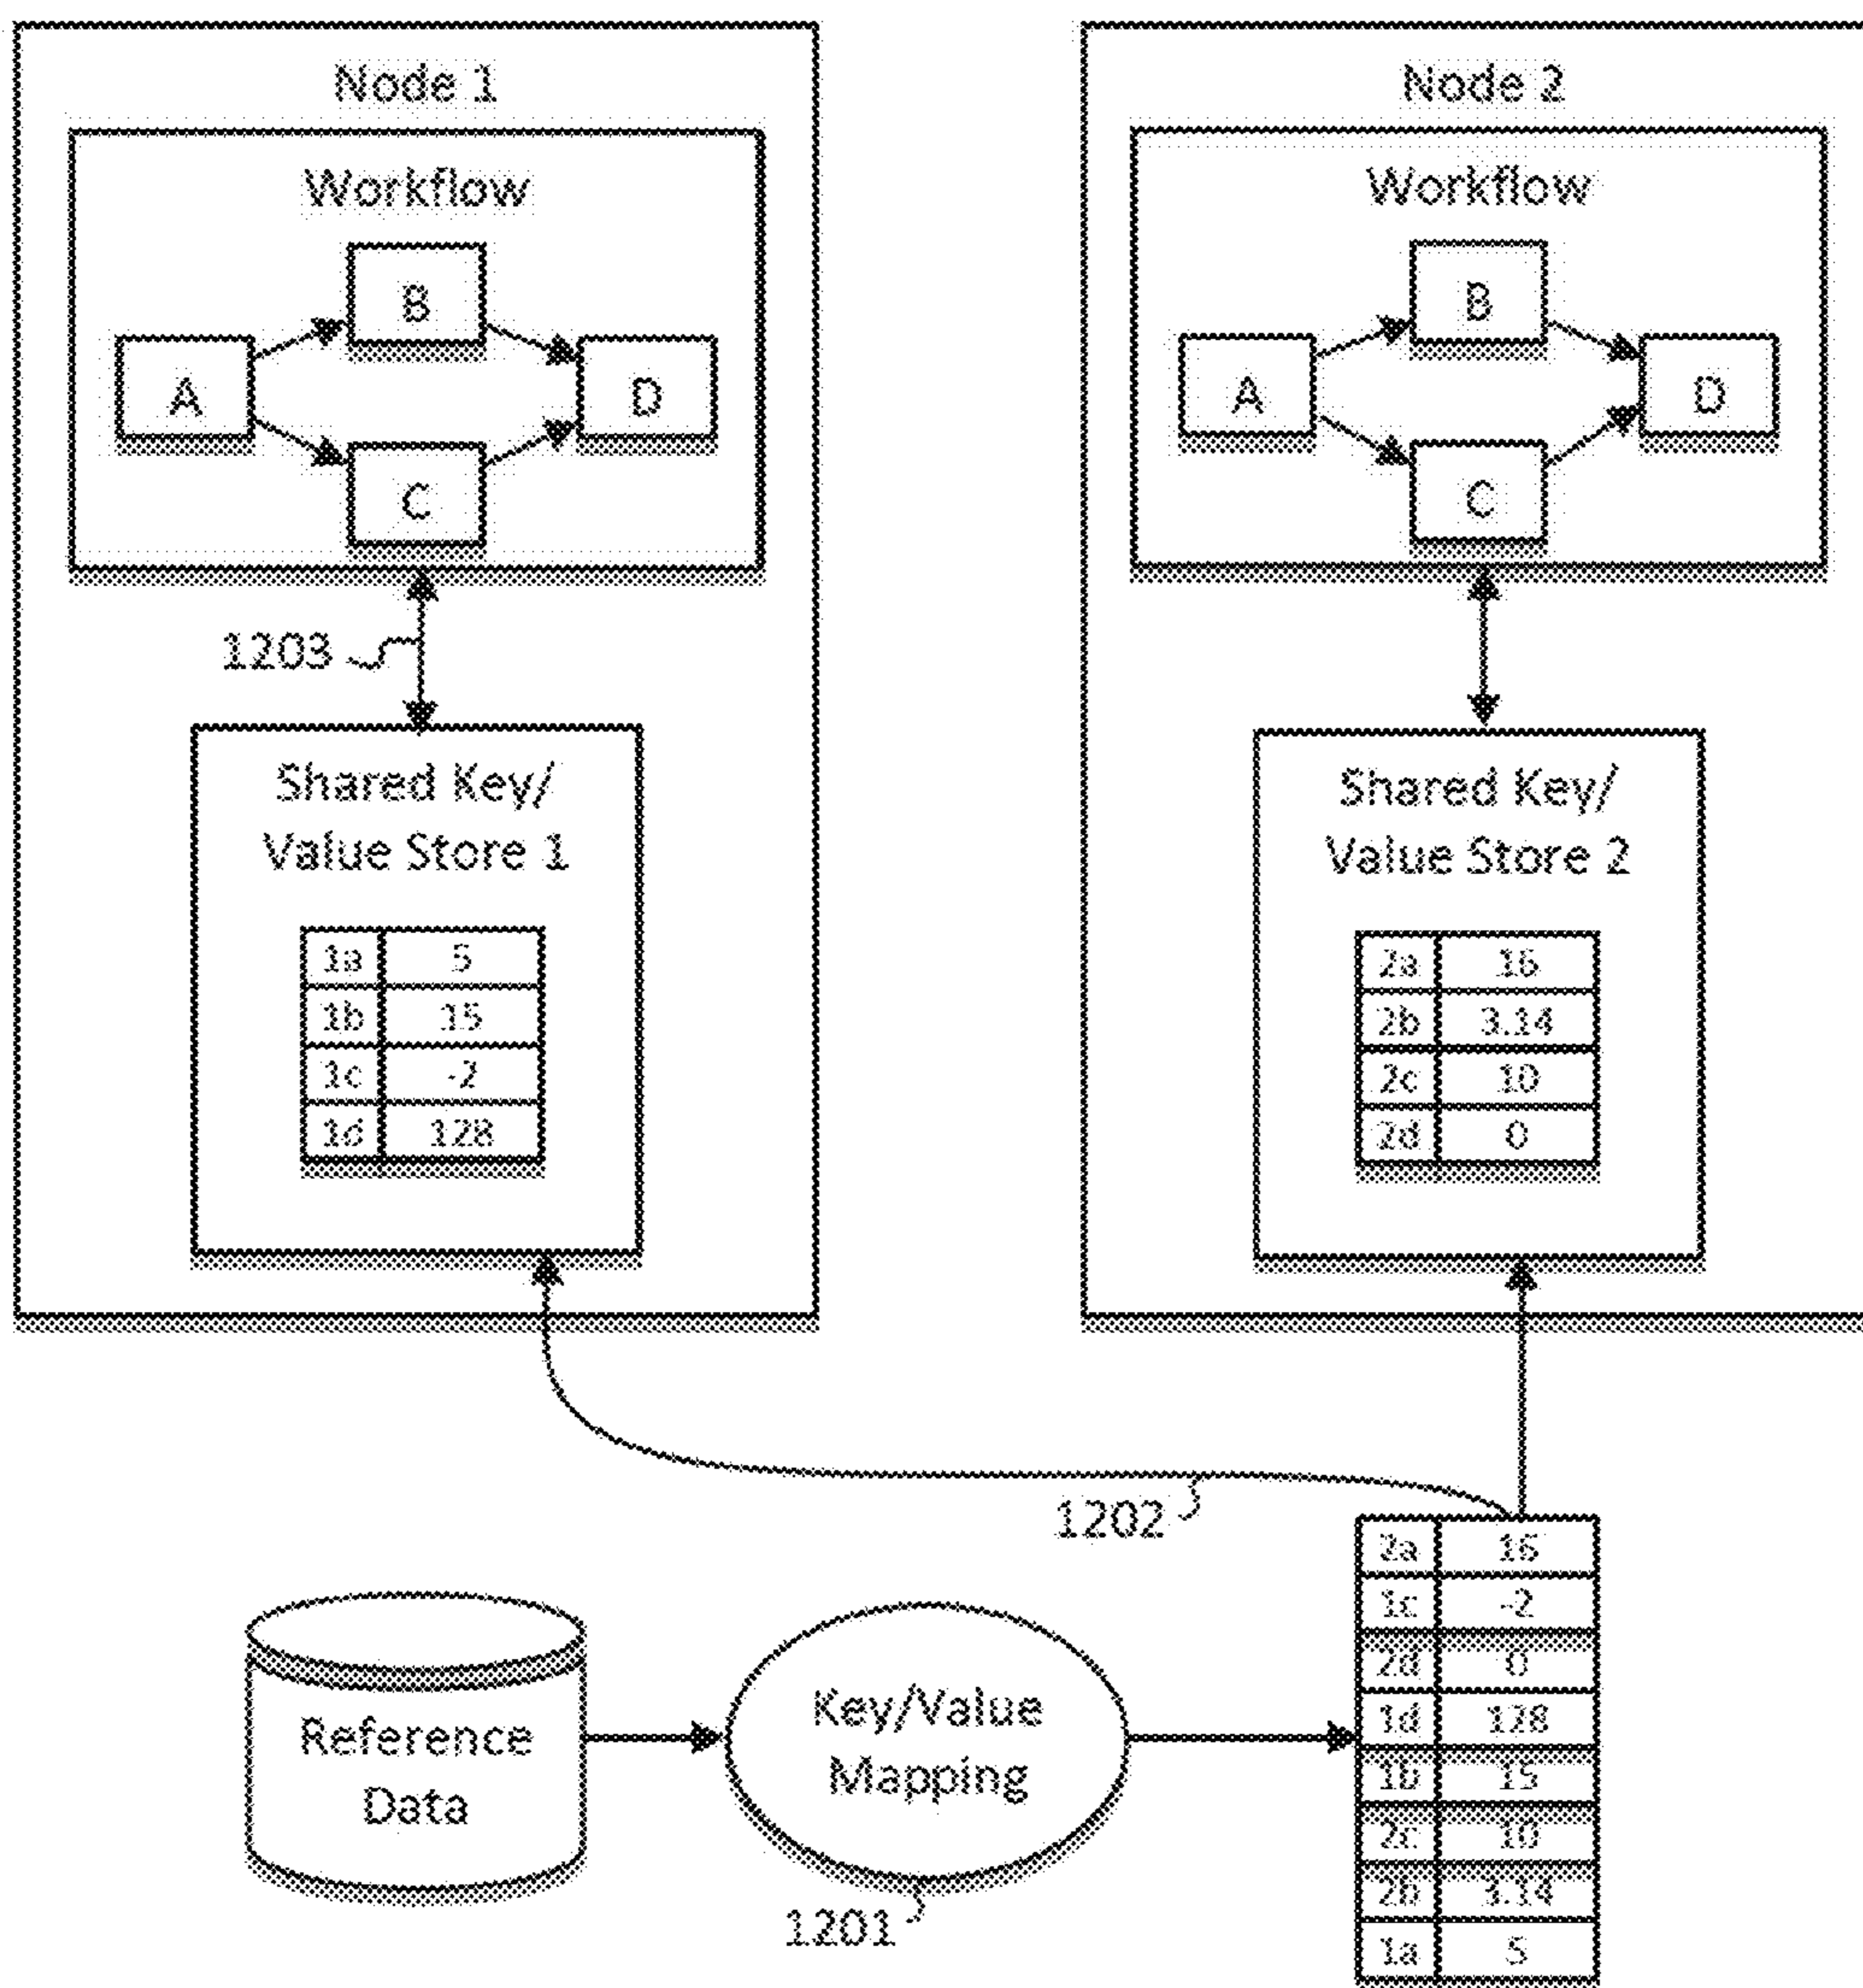 Node 1
Workflow
B
A
D
C
1203
Shared Key/
Value Store 1
1a 5
1b 15
1c -2
1d 128
Node 2
Workflow
B
A
D
C
Shared Key/
Value Store 2
2a 16
2b 3.14
2c 10
2d 0
1202
Reference
Data
Key/Value
Mapping
1201
2a 16
1c -2
2d 0
1d 128
1b 15
2c 10
2b 3.14
1a 5